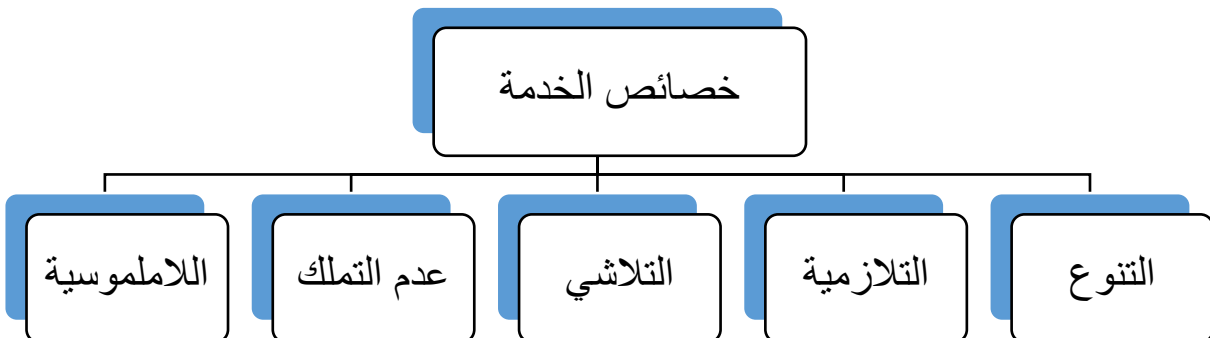 خصائص الخدمة
التنوع
التلازمية
التلاشي
عدم التملك
اللاملموسية